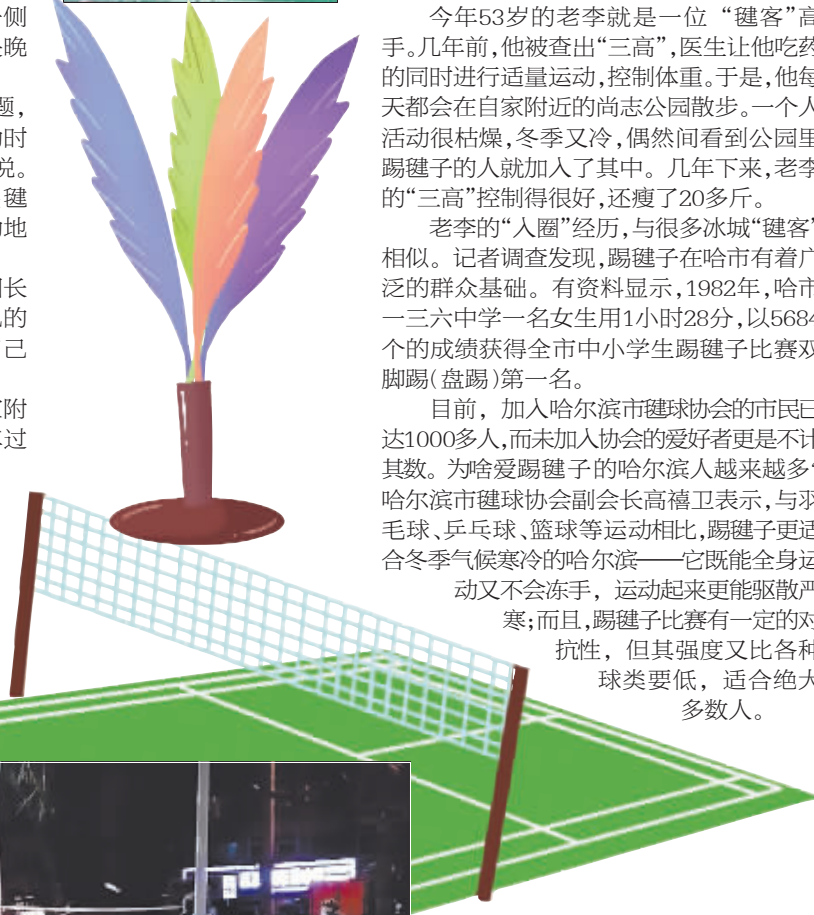 侧
晚
题,
时
说。
毽
地
长
的
己
附
过
今年53岁的老李就是一位“毽客”高
手。几年前,他被查出“三高”,医生让他吃药
的同时进行适量运动,控制体重。于是,他每
天都会在自家附近的尚志公园散步。一个人
活动很枯燥,冬季又冷,偶然间看到公园里
踢毽子的人就加入了其中。几年下来,老李
的“三高”控制得很好,还瘦了20多斤。
老李的“入圈”经历,与很多冰城“毽客”
相似。记者调查发现,踢毽子在哈市有着广
泛的群众基础。有资料显示,1982年,哈市
一三六中学一名女生用1小时28分,以5684
个的成绩获得全市中小学生踢毽子比赛双
脚踢(盘踢)第一名。
目前,加入哈尔滨市毽球协会的市民已
达1000多人,而未加入协会的爱好者更是不计
其数。为啥爱踢毽子的哈尔滨人越来越多?
哈尔滨市毽球协会副会长高禧卫表示,与羽
毛球、乒乓球、篮球等运动相比,踢毽子更适
合冬季气候寒冷的哈尔滨——它既能全身运
动又不会冻手,运动起来更能驱散严
寒;而且,踢毽子比赛有一定的对
抗性,但其强度又比各种
球类要低,适合绝大
多数人。